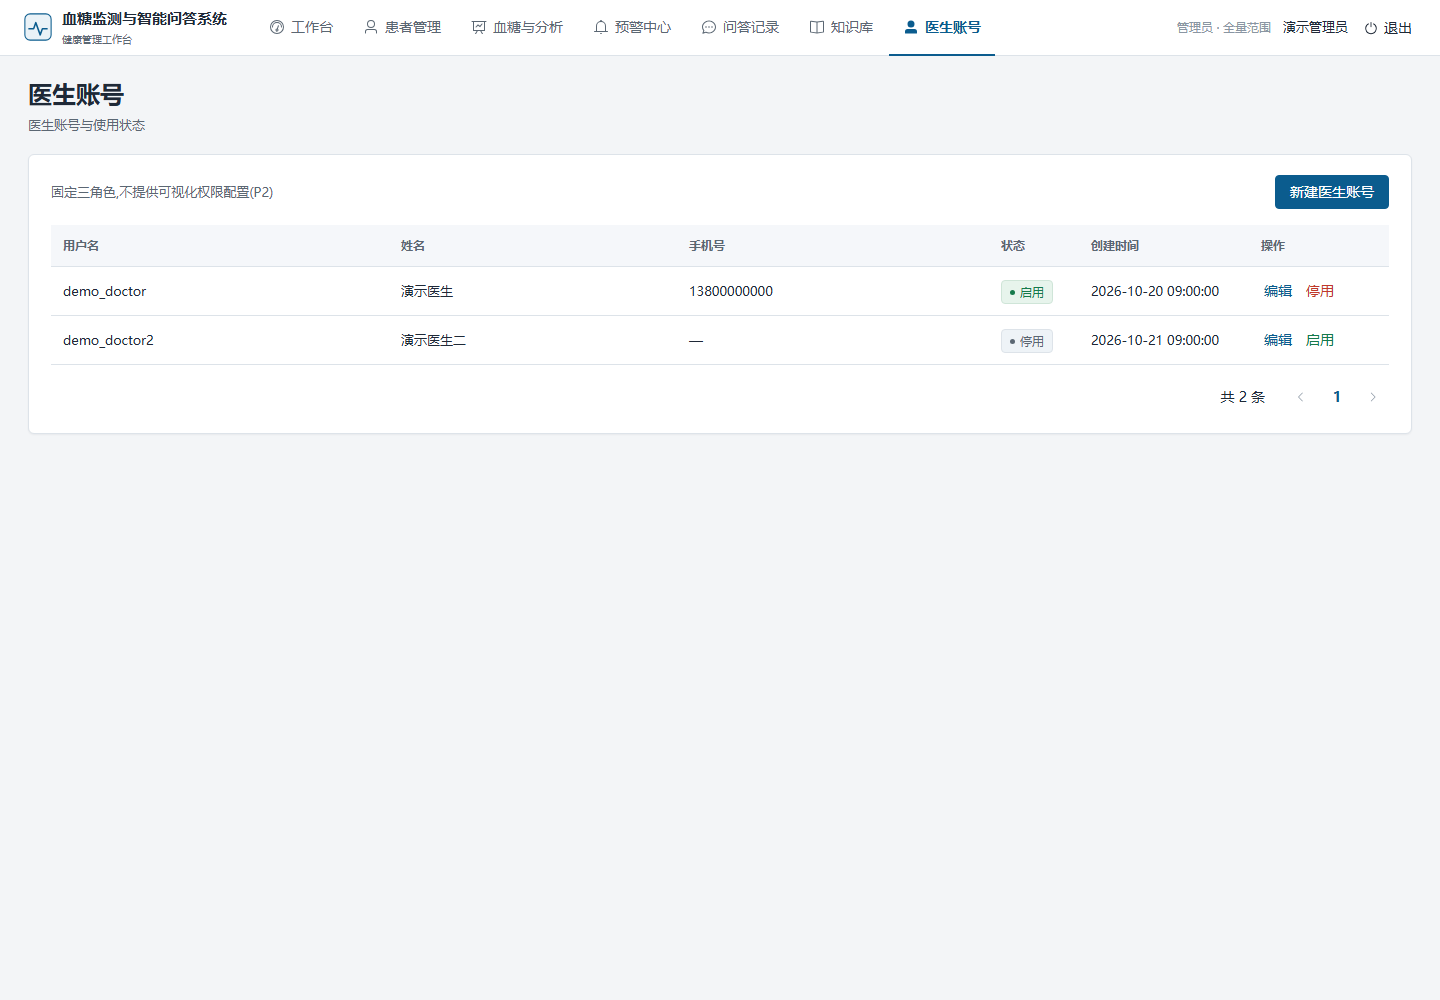 血糖监测与智能问答系统
健康管理工作台
工作台 患者管理 血糖与分析 预警中心 问答记录 知识库 医生账号
管理员 · 全量范围 演示管理员 退出
医生账号
医生账号与使用状态
固定三角色,不提供可视化权限配置(P2)
新建医生账号
用户名 姓名 手机号 状态 创建时间 操作
demo_doctor 演示医生 13800000000 启用 2026-10-20 09:00:00 编辑 停用
demo_doctor2 演示医生二 — 停用 2026-10-21 09:00:00 编辑 启用
共 2 条 1